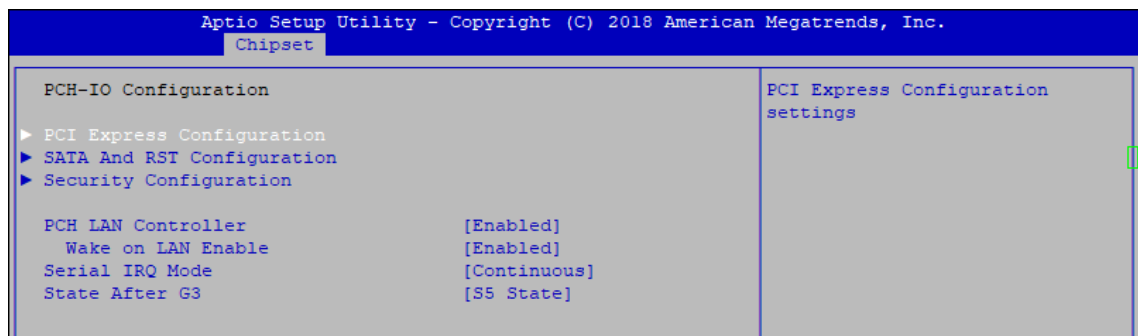 Aptio Setup Utility - Copyright (C) 2018 American Megatrends, Inc.
Chipset
PCH-IO Configuration
► PCI Express Configuration
► SATA And RST Configuration
► Security Configuration
PCH LAN Controller [Enabled]
Wake on LAN Enable [Enabled]
Serial IRQ Mode [Continuous]
State After G3 [S5 State]
PCI Express Configuration
settings